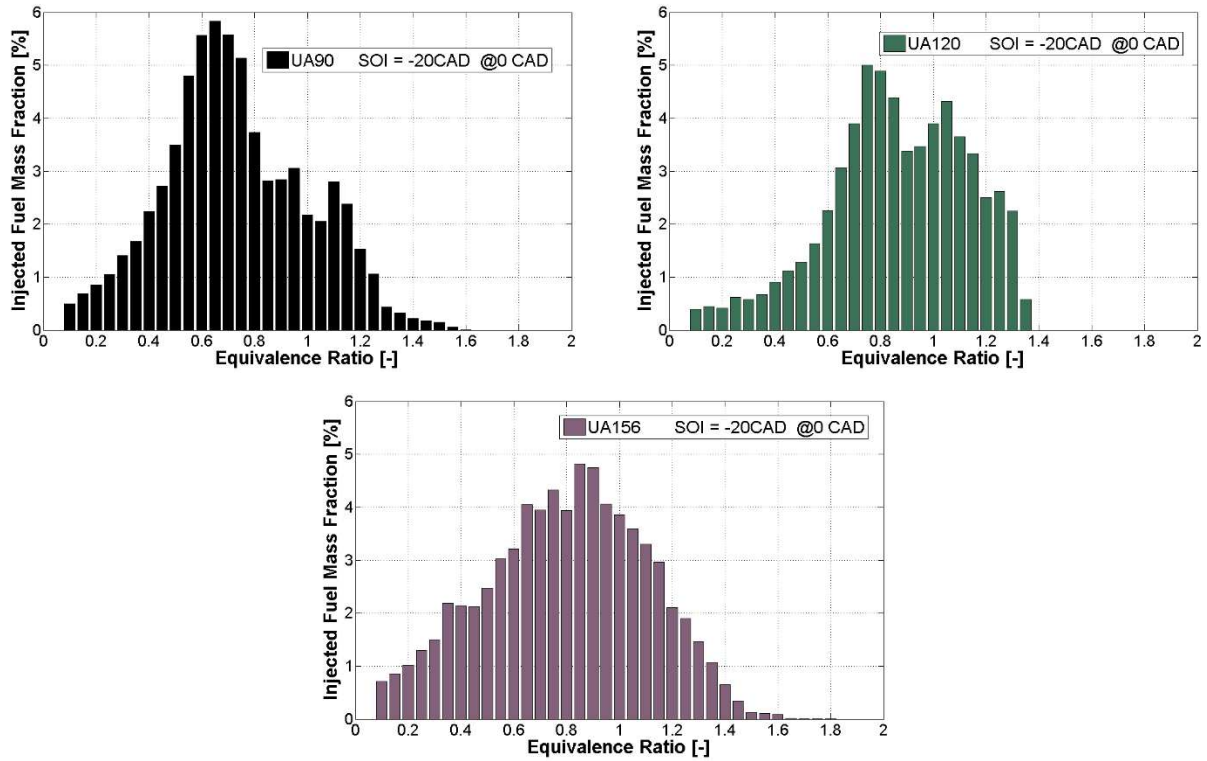 6
5
4
3
2
1
0
Injected Fuel Mass Fraction [%]
UA90 SOI = -20CAD @0 CAD
0.2 0.4 0.6 0.8 1 1.2 1.4 1.6 1.8 2
Equivalence Ratio [-]
6
5
4
3
2
1
0
Injected Fuel Mass Fraction [%]
UA120 SOI = -20CAD @0 CAD
0.2 0.4 0.6 0.8 1 1.2 1.4 1.6 1.8 2
Equivalence Ratio [-]
6
5
4
3
2
1
0
Injected Fuel Mass Fraction [%]
UA156 SOI = -20CAD @0 CAD
0 0.2 0.4 0.6 0.8 1 1.2 1.4 1.6 1.8 2
Equivalence Ratio [-]